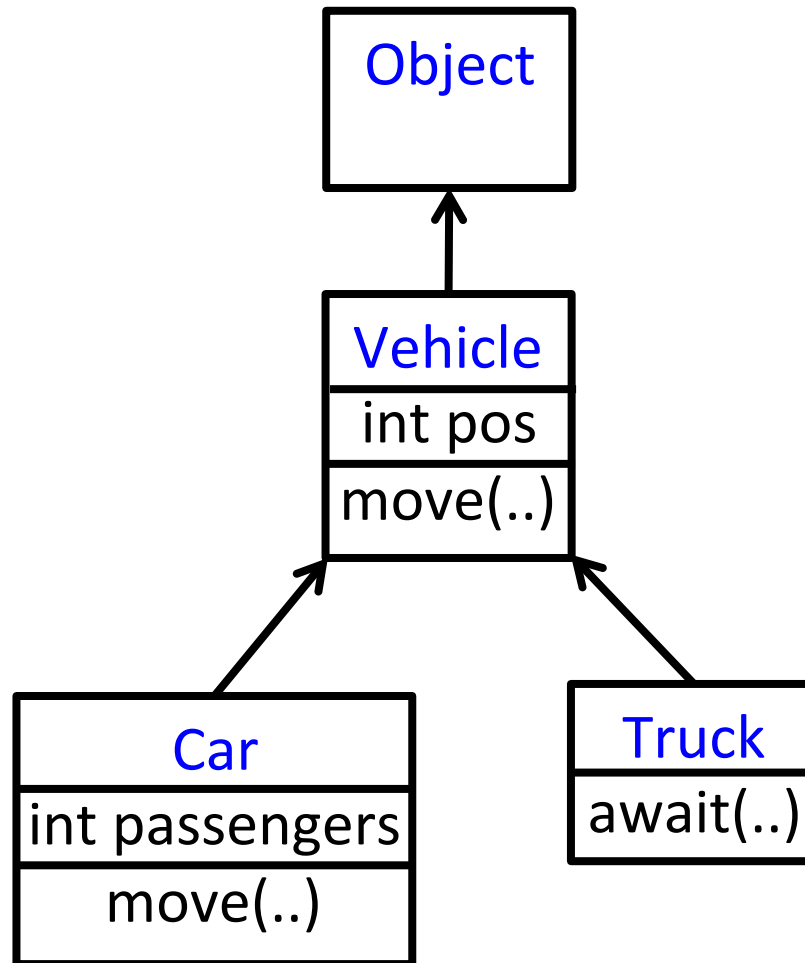 Object
Vehicle
int pos
move(..)
Car
int passengers
move(..)
Truck
await(..)